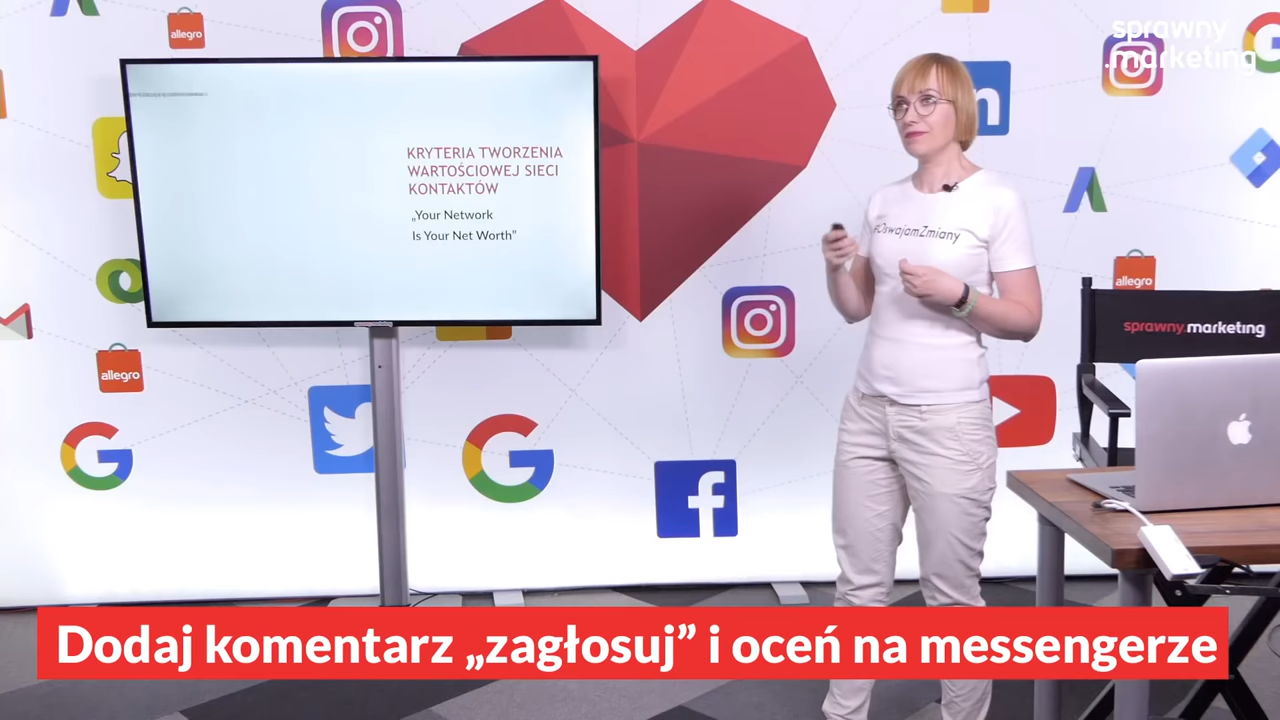 sprawny
.marketing
allegro
KRYTERIA TWORZENIA
WARTOŚCIOWEJ SIECI
KONTAKTÓW
„Your Network
Is Your Net Worth”
in
#OswajamZmiany
allegro
sprawny.marketing
allegro
Dodaj komentarz „zagłosuj” i oceń na messengerze